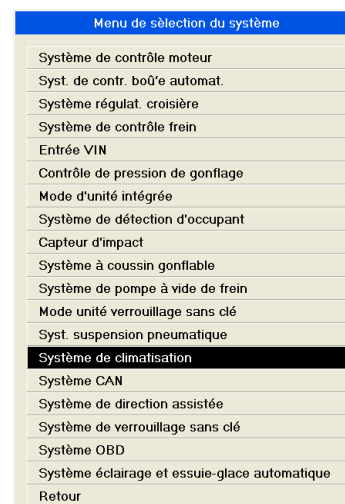 Menu de sèlection du système
Système de contrôle moteur
Syst. de contr. boû'e automat.
Système régulat. croisière
Système de contrôle frein
Entrée VIN
Contrôle de pression de gonflage
Mode d'unité intégrée
Système de détection d'occupant
Capteur d'impact
Système à coussin gonflable
Système de pompe à vide de frein
Mode unité verrouillage sans clé
Syst. suspension pneumatique
Système de climatisation
Système CAN
Système de direction assistée
Système de verrouillage sans clé
Système OBD
Système éclairage et essuie-glace automatique
Retour